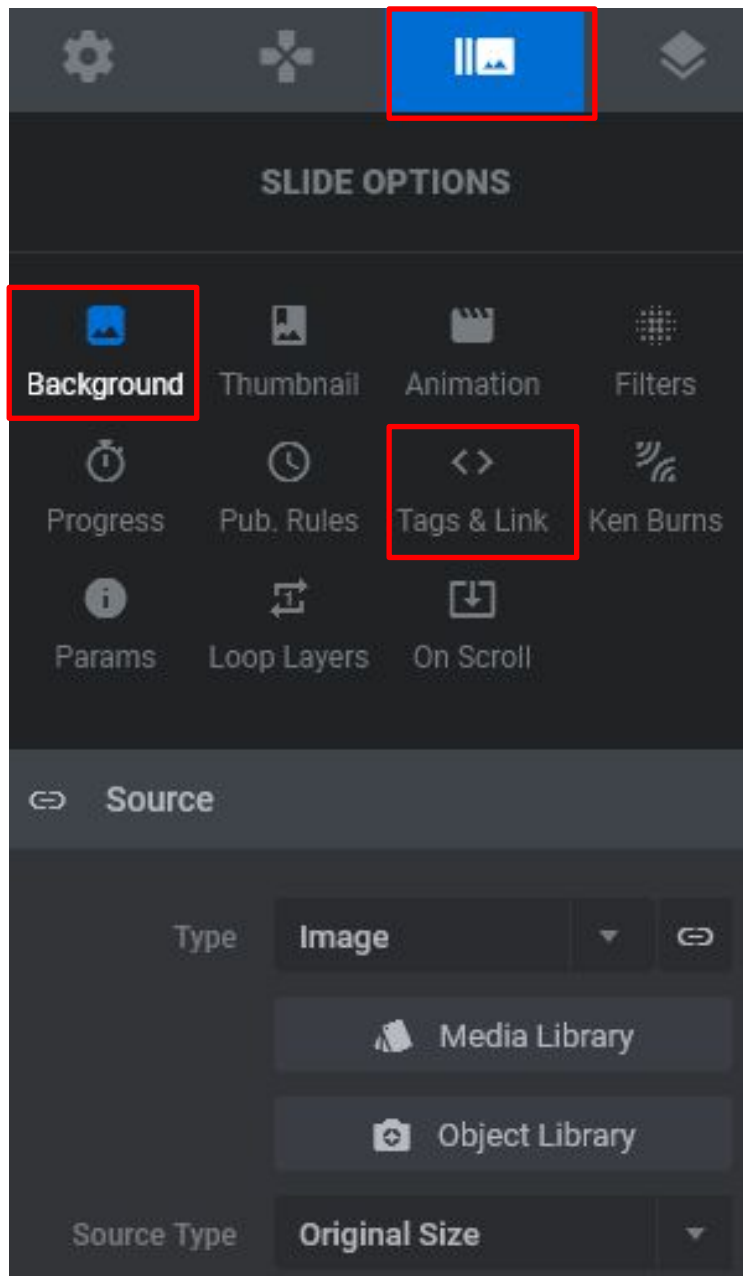 SLIDE OPTIONS
Background Thumbnail Animation Filters
Progress Pub. Rules Tags & Link Ken Burns
Params Loop Layers On Scroll
Source
Type Image
Media Library
Object Library
Source Type Original Size